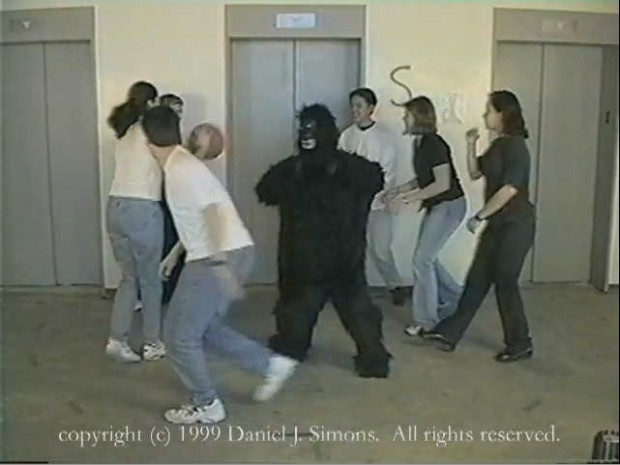 S
copyright (c) 1999 Daniel J. Simons. All rights reserved.